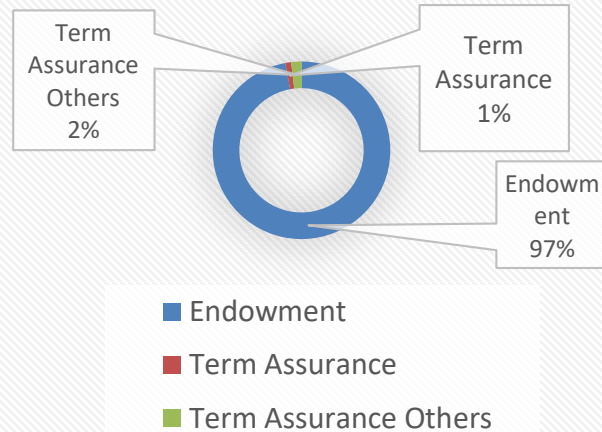 Term
Assurance
Others
2%
Term
Assurance
1%
Endowm
ent
97%
Endowment
Term Assurance
Term Assurance Others